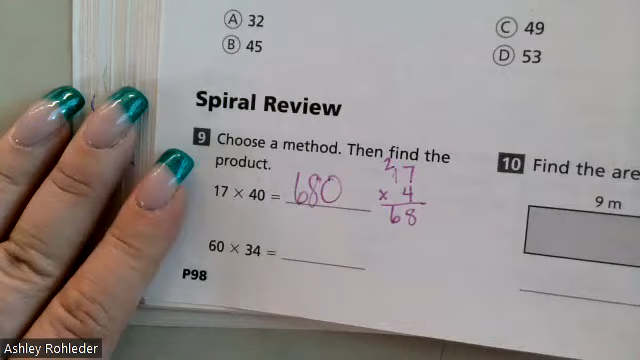 Ⓐ 32
Ⓑ 45
Ⓒ 49
Ⓓ 53
Spiral Review
9 Choose a method. Then find the
product.
17 × 40 = 680
2
17
× 4
68
60 × 34 =
P98
10 Find the are
9 m
Ashley Rohleder